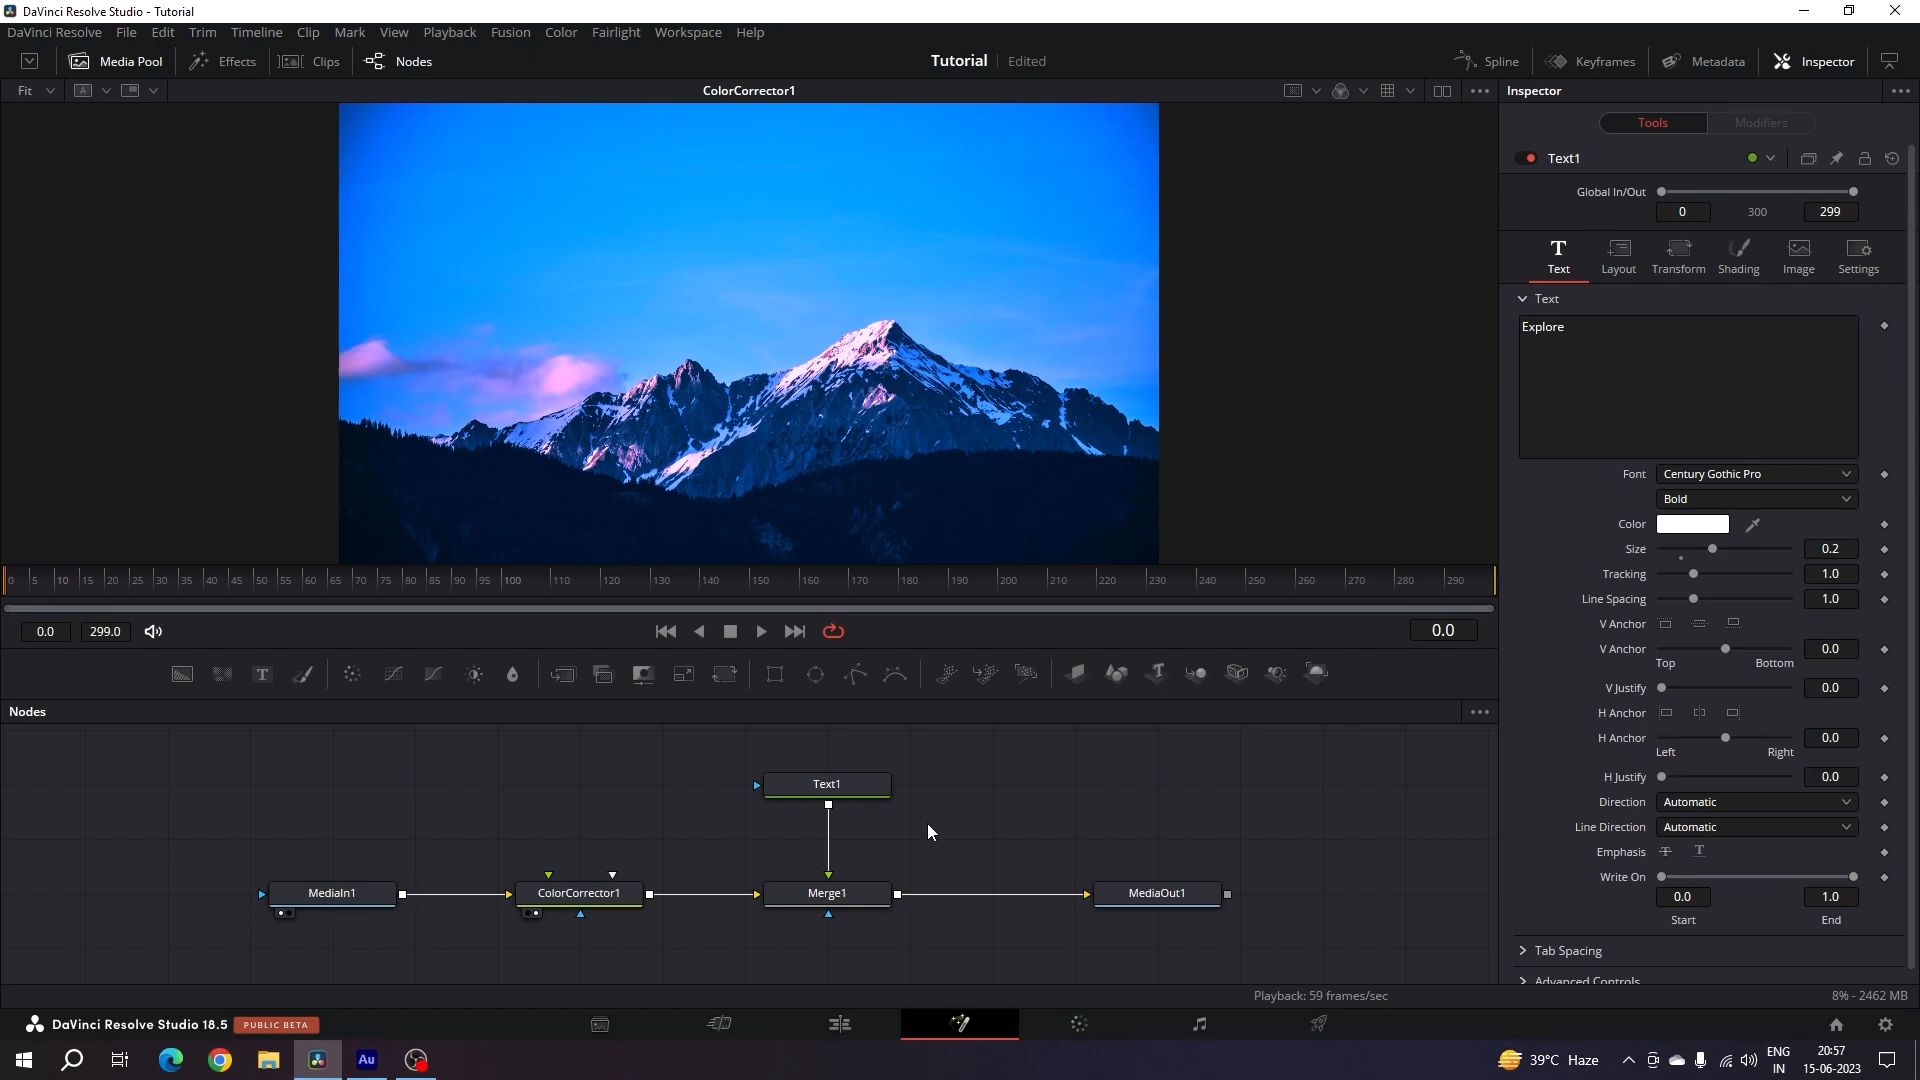 DaVinci Resolve Studio - Tutorial
DaVinci Resolve File Edit Trim Timeline Clip Mark View Playback Fusion Color Fairlight Workspace Help
Media Pool Effects Clips Nodes Tutorial Edited Spline Keyframes Metadata Inspector
Fit A ColorCorrector1 Inspector
Tools Modifiers
Text1
Global In/Out
0 300 299
T
Text Layout Transform Shading Image Settings
Text
Explore
Font Century Gothic Pro
Bold
Color
Size 0.2
Tracking 1.0
Line Spacing 1.0
V Anchor
V Anchor 0.0
Top Bottom
V Justify 0.0
H Anchor
H Anchor 0.0
Left Right
H Justify 0.0
Direction Automatic
Line Direction Automatic
Emphasis T T
Write On
0.0 1.0
Start End
Tab Spacing
Advanced Controls
0 5 10 15 20 25 30 35 40 45 50 55 60 65 70 75 80 85 90 95 100 110 120 130 140 150 160 170 180 190 200 210 220 230 240 250 260 270 280 290
0.0 299.0 0.0
T T
Nodes
Text1
MediaIn1 ColorCorrector1 Merge1 MediaOut1
Playback: 59 frames/sec 8% - 2462 MB
DaVinci Resolve Studio 18.5 PUBLIC BETA
Au 39°C Haze ENG IN 20:57 15-06-2023